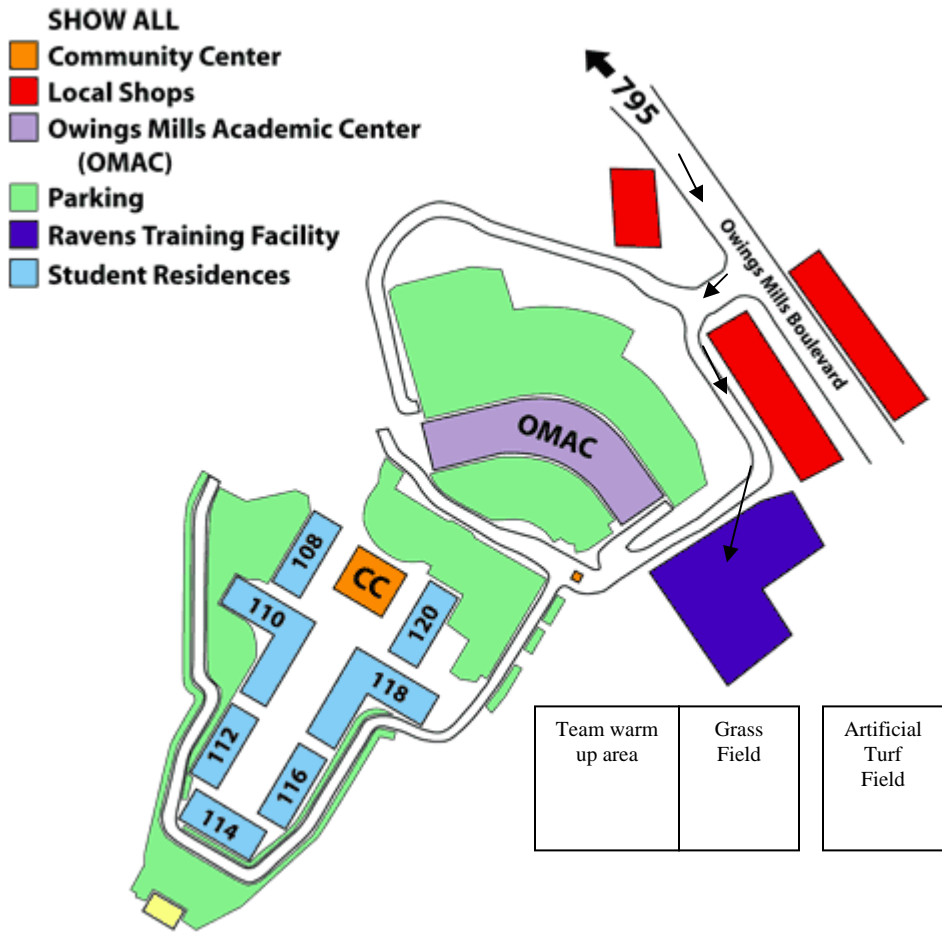 SHOW ALL
Community Center
Local Shops
Owings Mills Academic Center
(OMAC)
Parking
Ravens Training Facility
Student Residences
795
Owings Mills Boulevard
OMAC
108
CC
110
120
118
112
116
114
Team warm
up area
Grass
Field
Artificial
Turf
Field